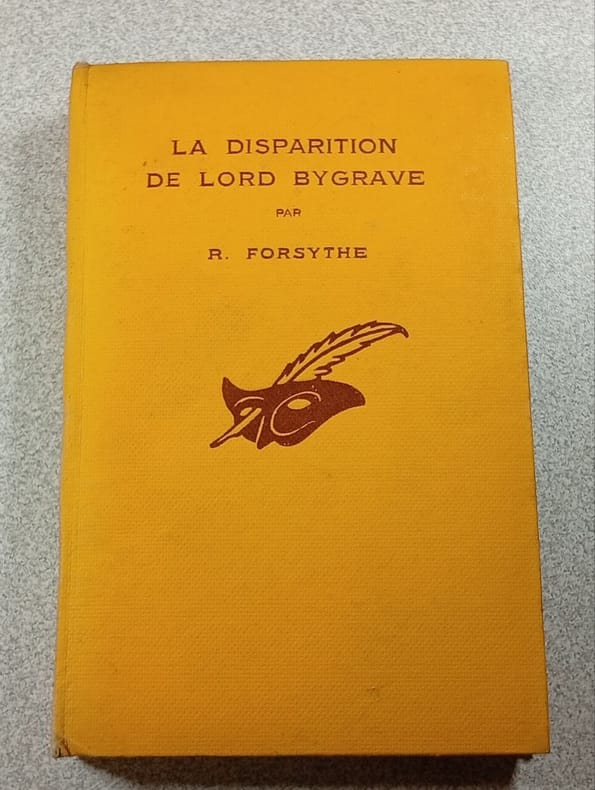 LA DISPARITION
DE LORD BYGRAVE
PAR
R. FORSYTHE